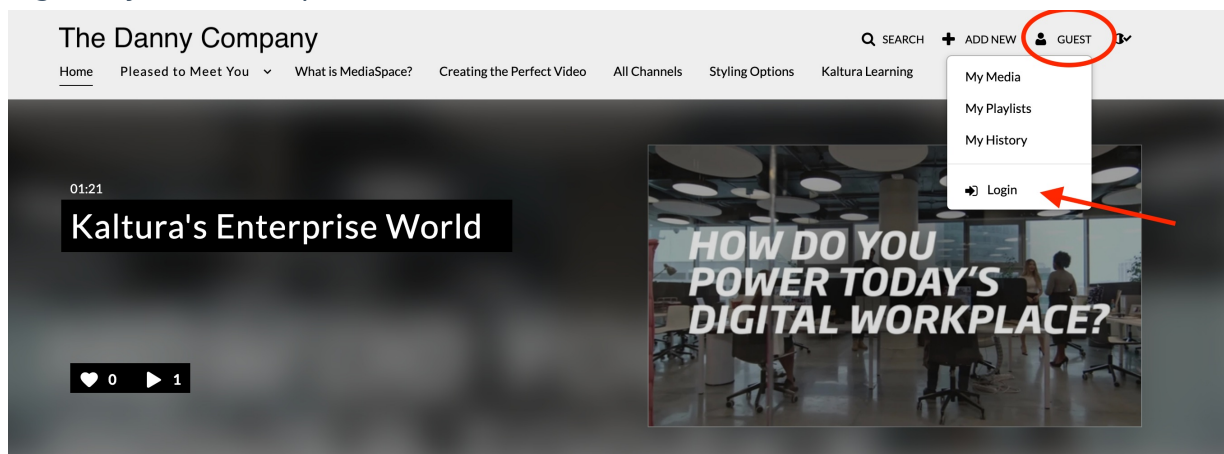 The Danny Company
SEARCH ADD NEW GUEST
Home Pleased to Meet You What is MediaSpace? Creating the Perfect Video All Channels Styling Options Kaltura Learning
My Media
My Playlists
My History
Login
01:21
Kaltura's Enterprise World
HOW DO YOU
POWER TODAY'S
DIGITAL WORKPLACE?
0 1